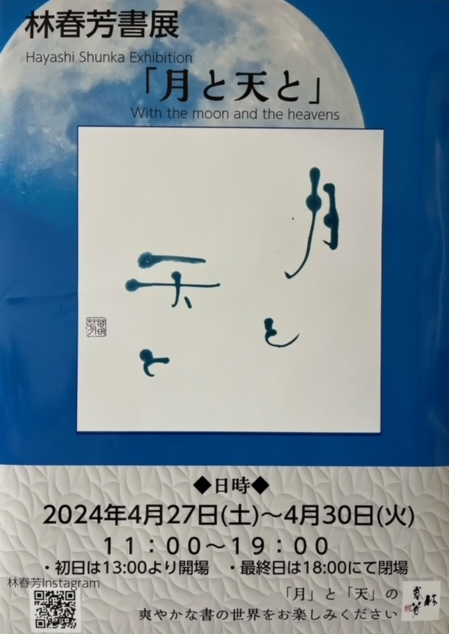 林春芳書展
Hayashi Shunka Exhibition
「月と天と」
With the moon and the heavens
月と
天と
◆日時◆
2024年4月27日(土)～4月30日(火)
11：00～19：00
・初日は13:00より開場　・最終日は18:00にて閉場
林春芳Instagram
「月」と「天」の
爽やかな書の世界をお楽しみください